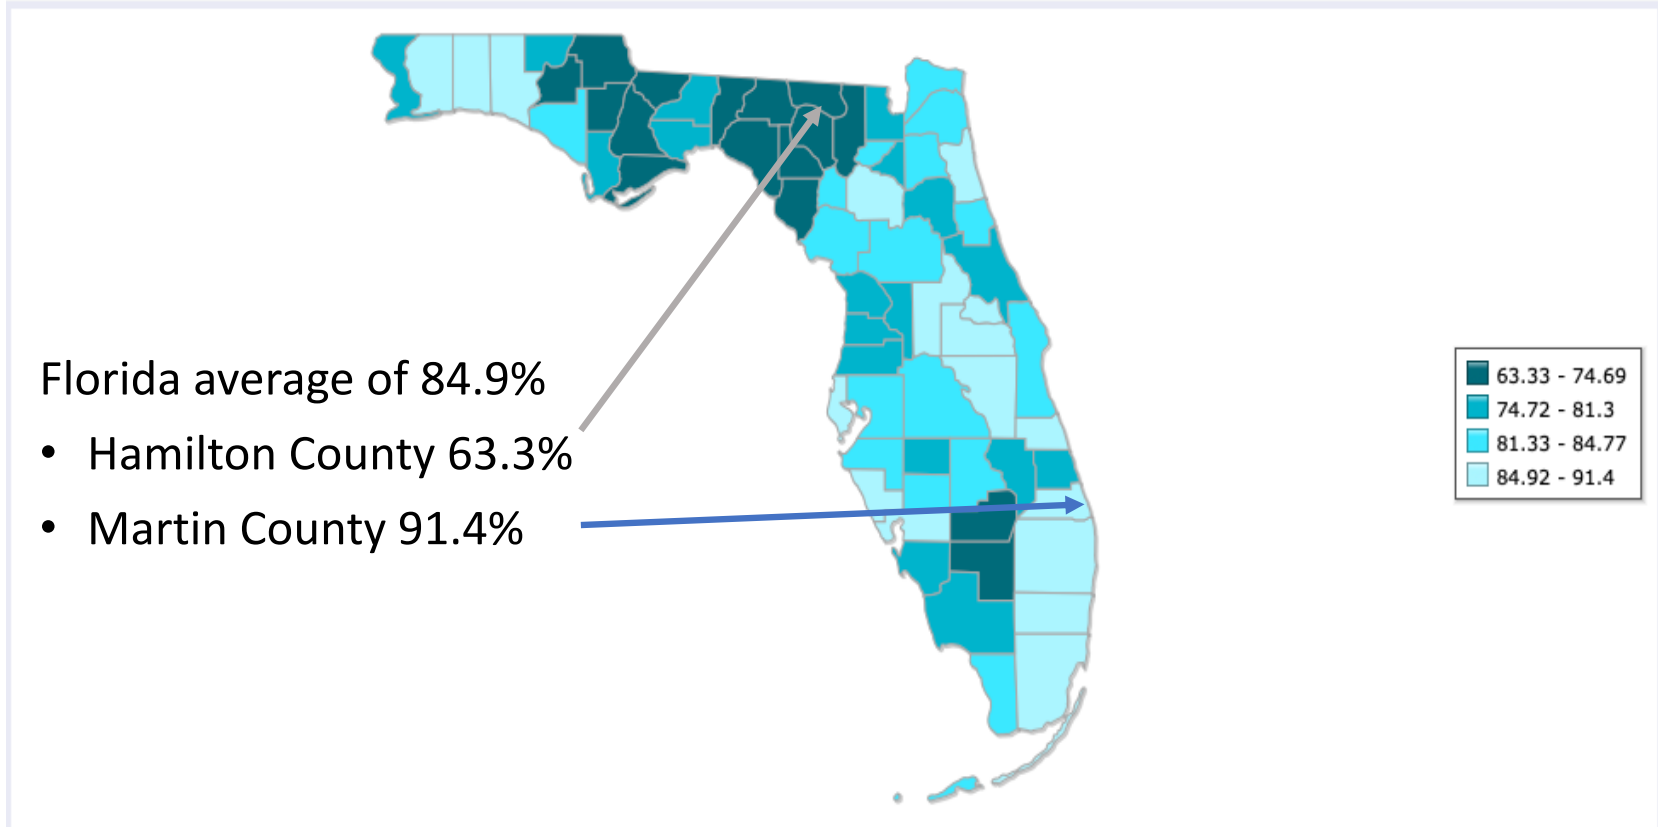 Florida average of 84.9%
• Hamilton County 63.3%
• Martin County 91.4%
63.33 - 74.69
74.72 - 81.3
81.33 - 84.77
84.92 - 91.4